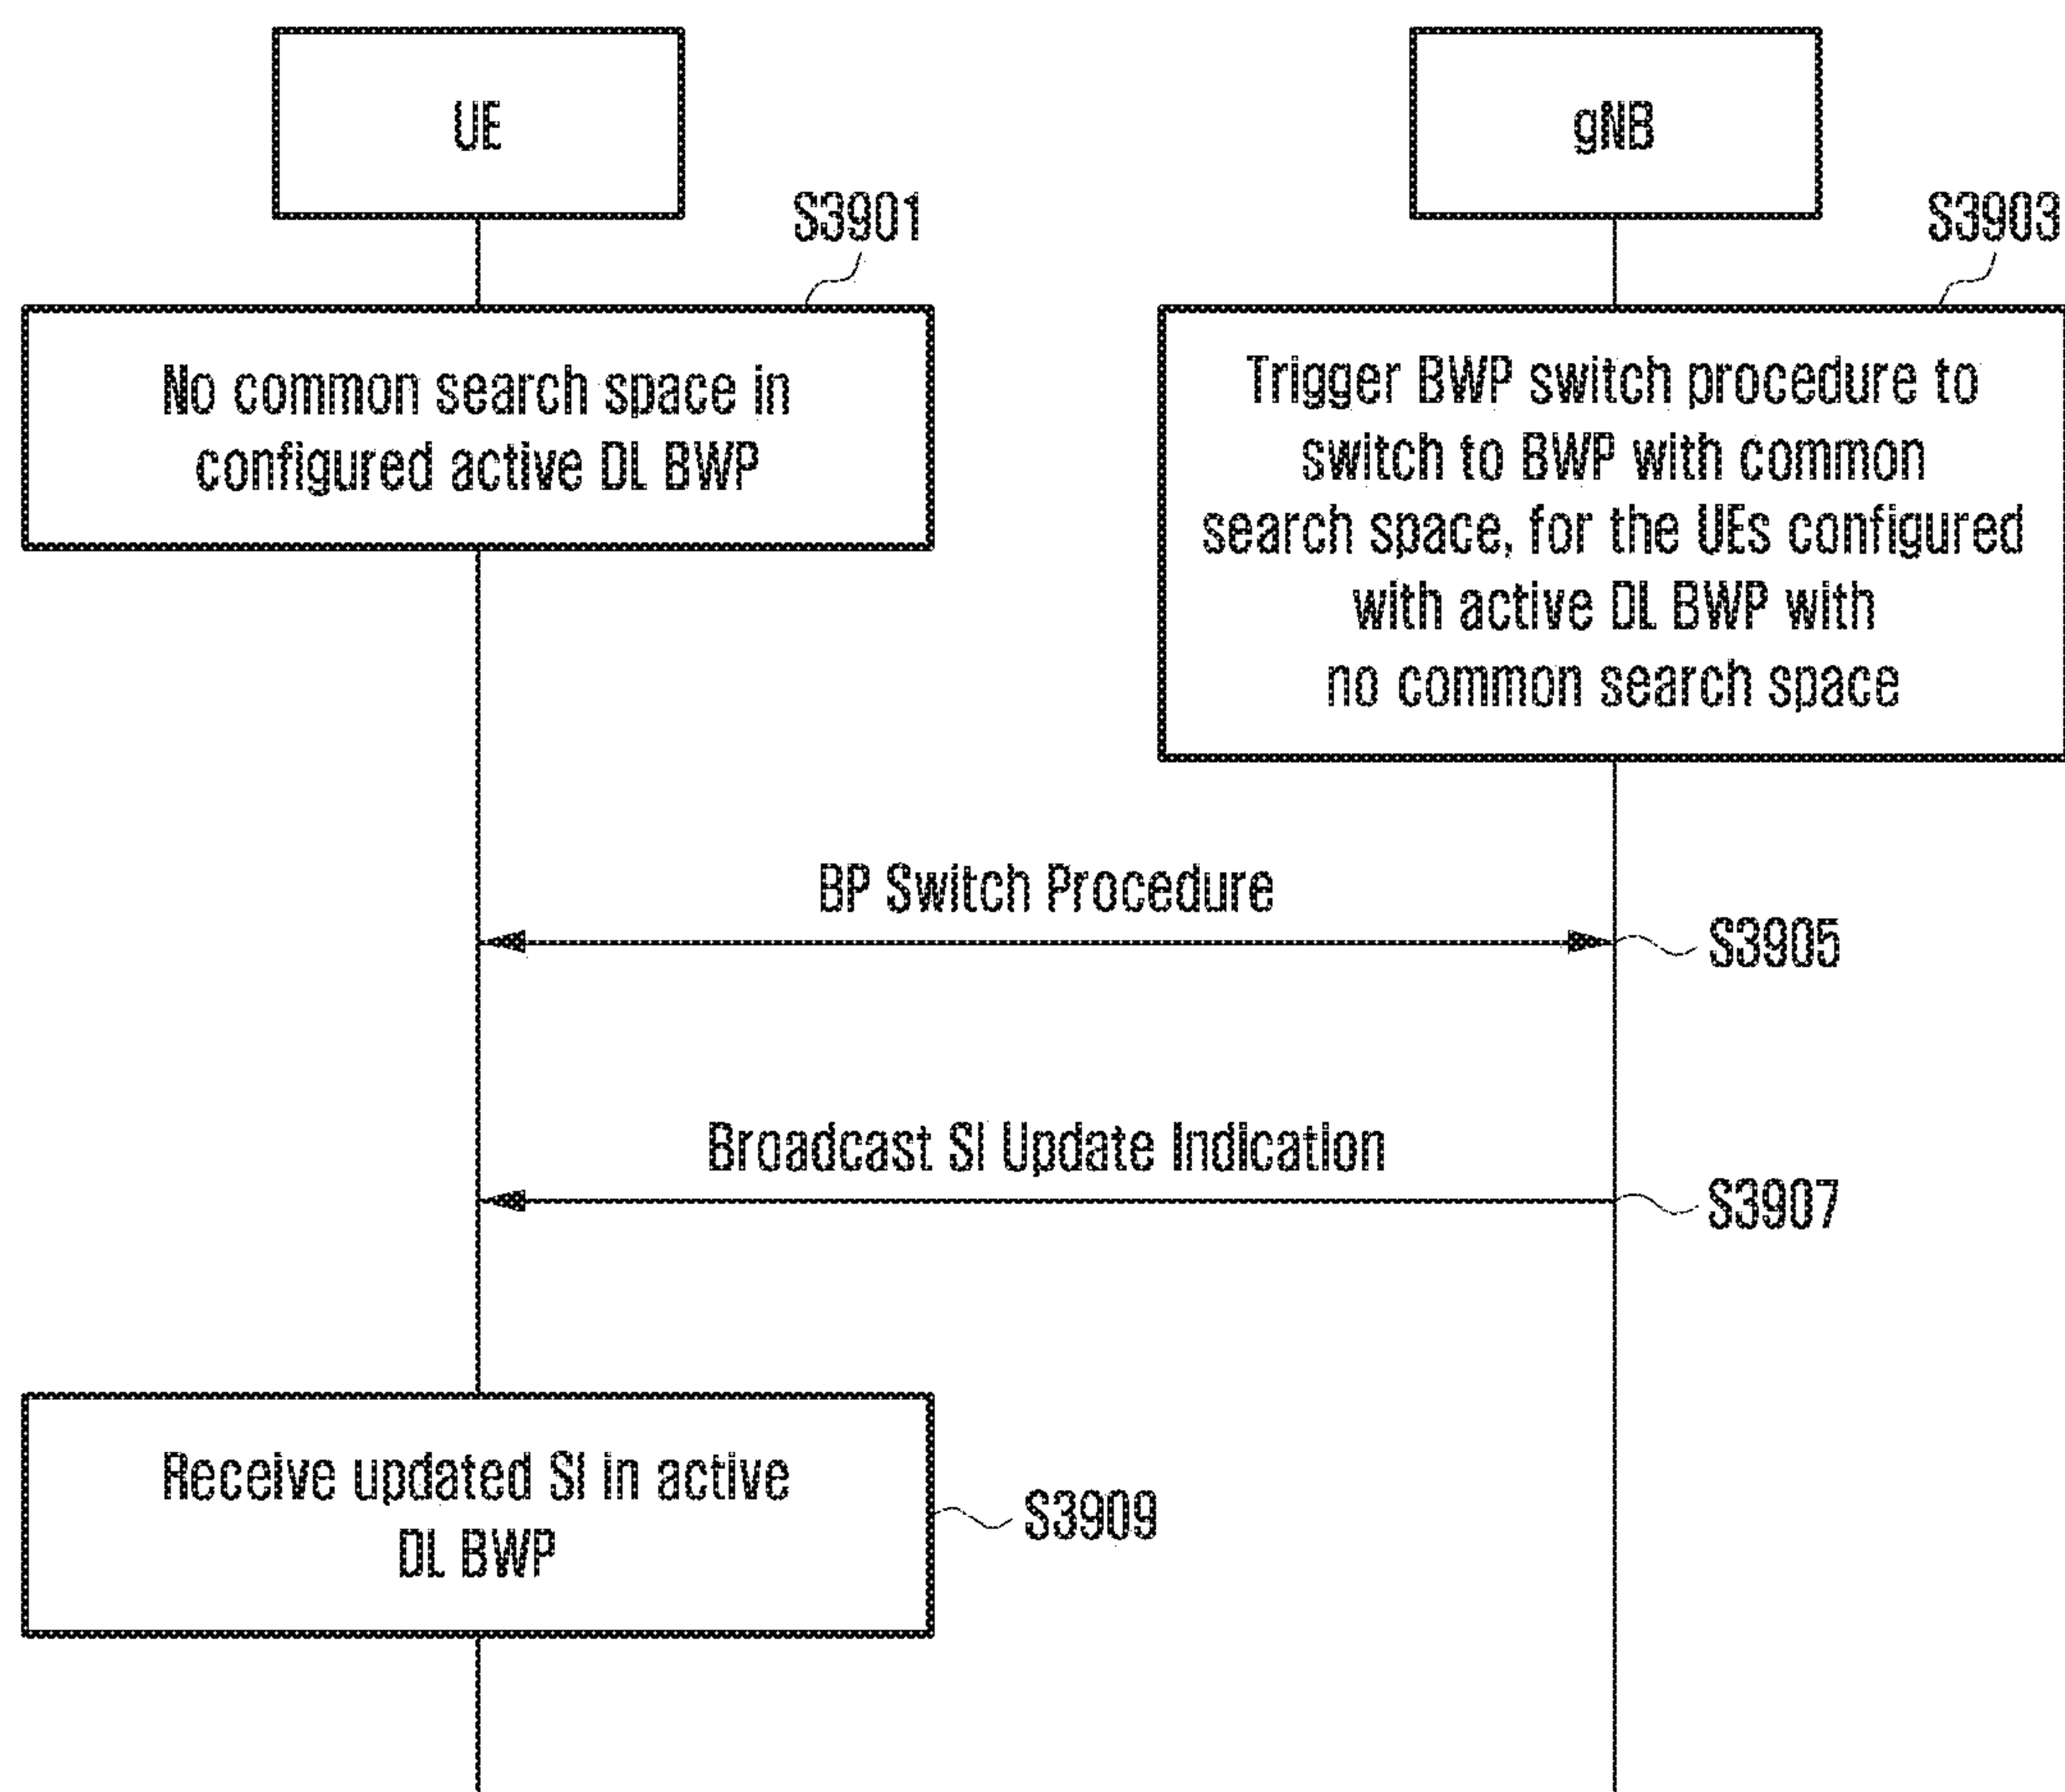 UE
gNB
S3901
S3903
No common search space in
configured active DL BWP
Trigger BWP switch procedure to
switch to BWP with common
search space, for the UEs configured
with active DL BWP with
no common search space
BP Switch Procedure
S3905
Broadcast SI Update Indication
S3907
Receive updated SI in active
DL BWP
S3909